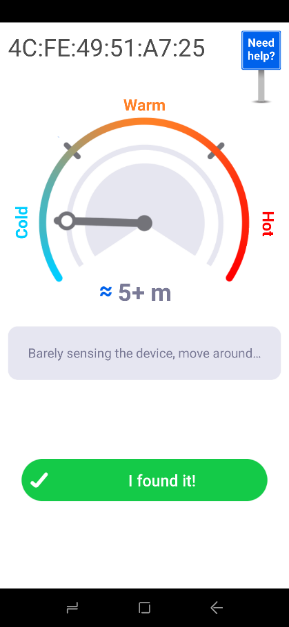 4C:FE:49:51:A7:25
Need
help?
Warm
Cold
Hot
≈ 5+ m
Barely sensing the device, move around...
I found it!